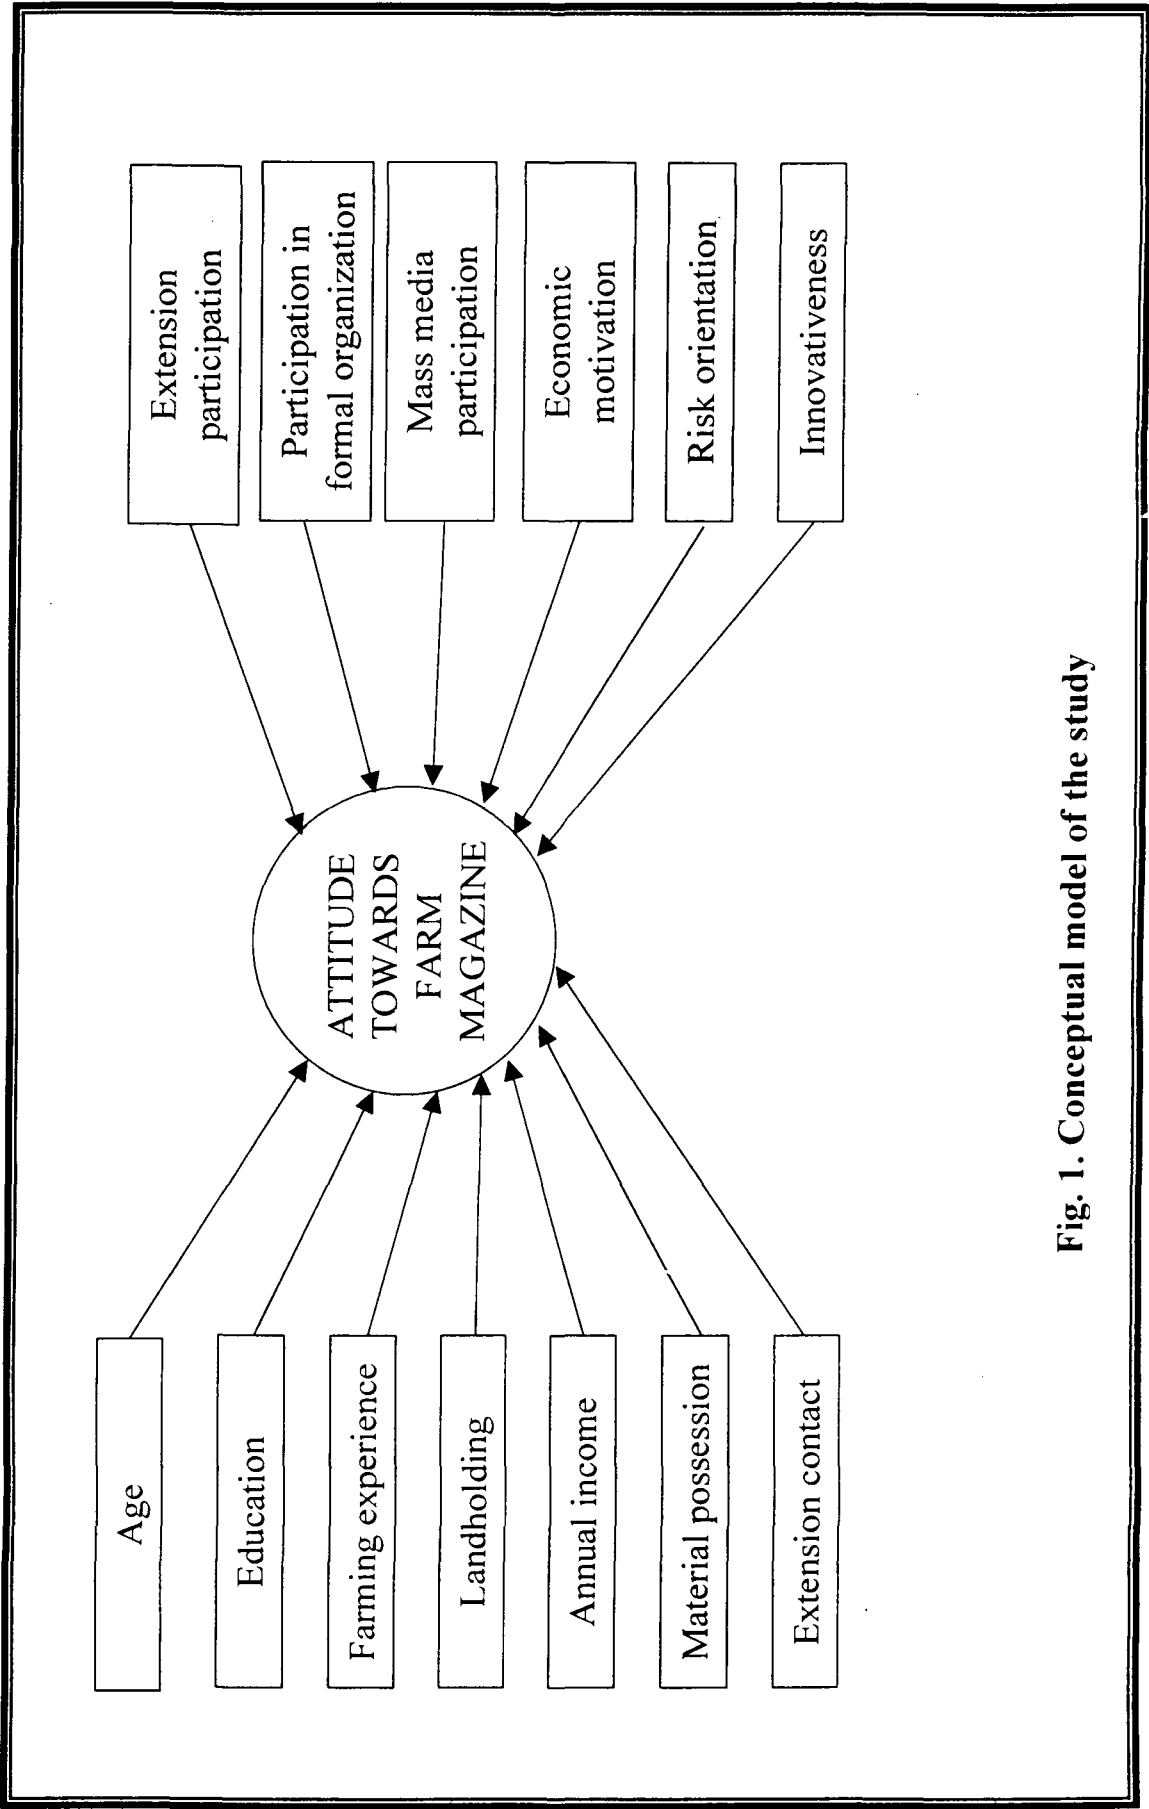 Age
Education
Farming experience
Landholding
Annual income
Material possession
Extension contact
ATTITUDE
TOWARDS
FARM
MAGAZINE
Extension
participation
Participation in
formal organization
Mass media
participation
Economic
motivation
Risk orientation
Innovativeness
Fig. 1. Conceptual model of the study